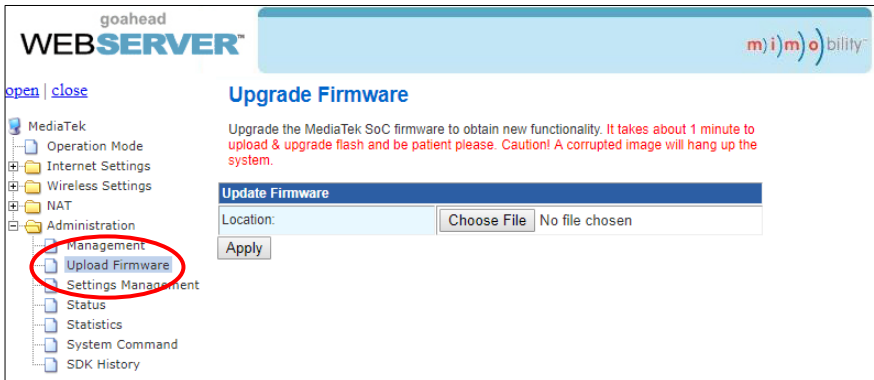 goahead
WEBSERVER™
m)i)m)o)bility™
open | close
MediaTek
Operation Mode
Internet Settings
Wireless Settings
NAT
Administration
Management
Upload Firmware
Settings Management
Status
Statistics
System Command
SDK History
Upgrade Firmware
Upgrade the MediaTek SoC firmware to obtain new functionality. It takes about 1 minute to
upload & upgrade flash and be patient please. Caution! A corrupted image will hang up the
system.
Update Firmware
Location: Choose File No file chosen
Apply